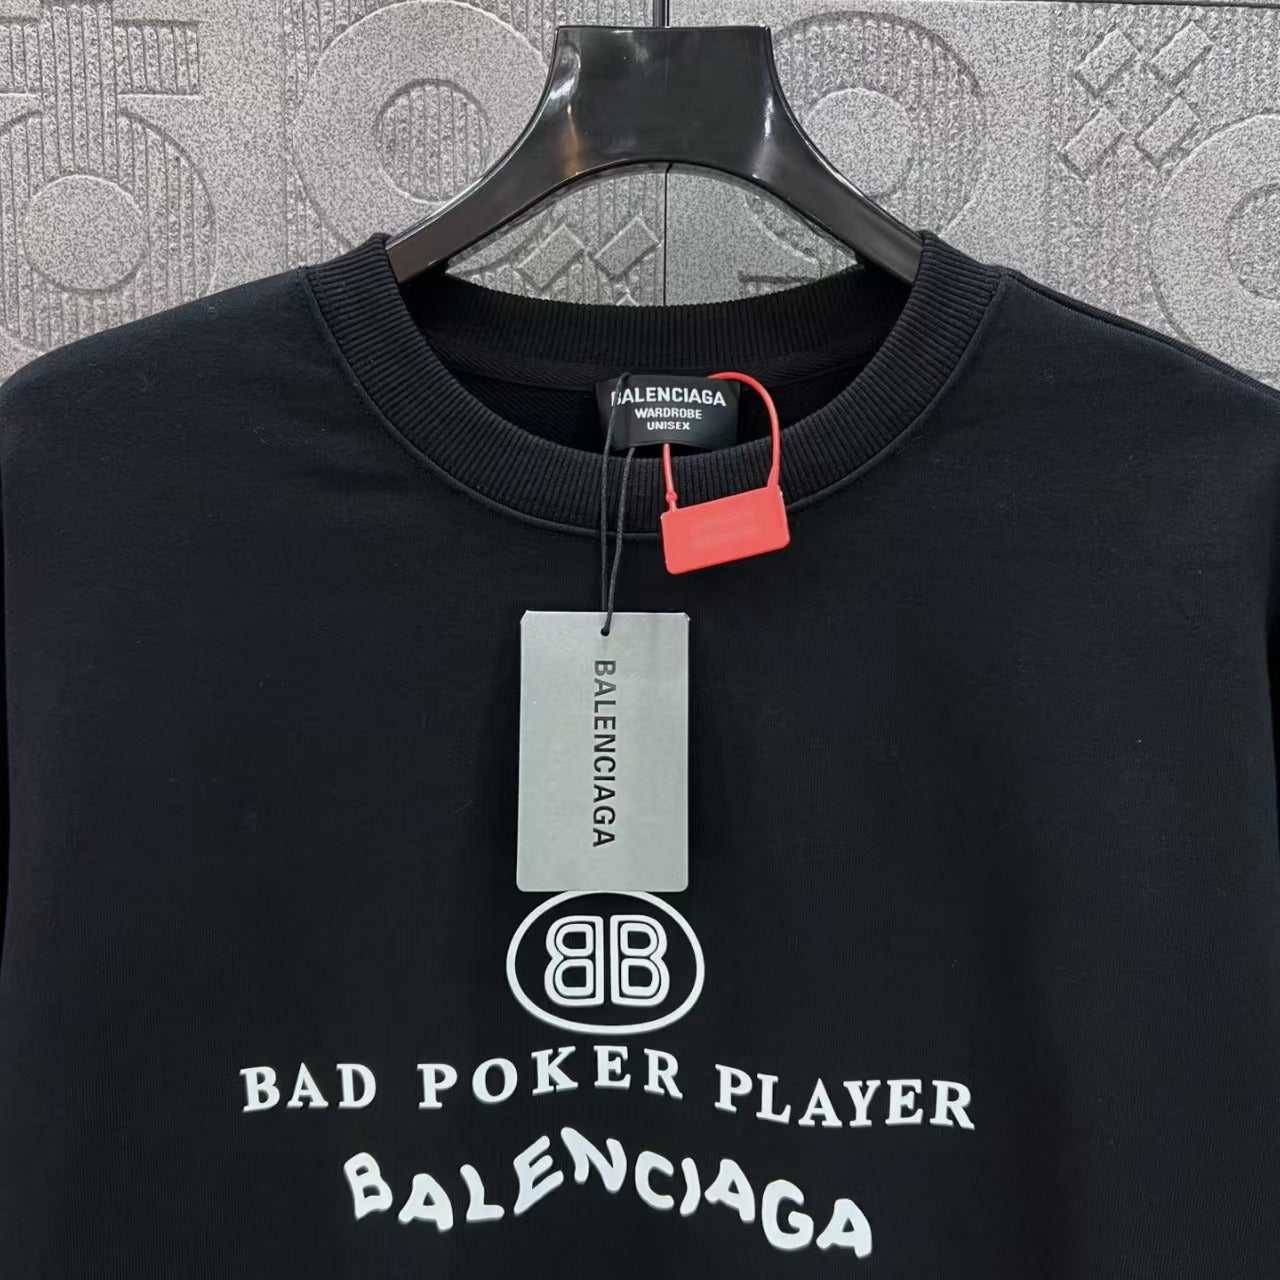 BALENCIAGA
WARDROBE
UNISEX
BALENCIAGA
BB
BAD POKER PLAYER
BALENCIAGA